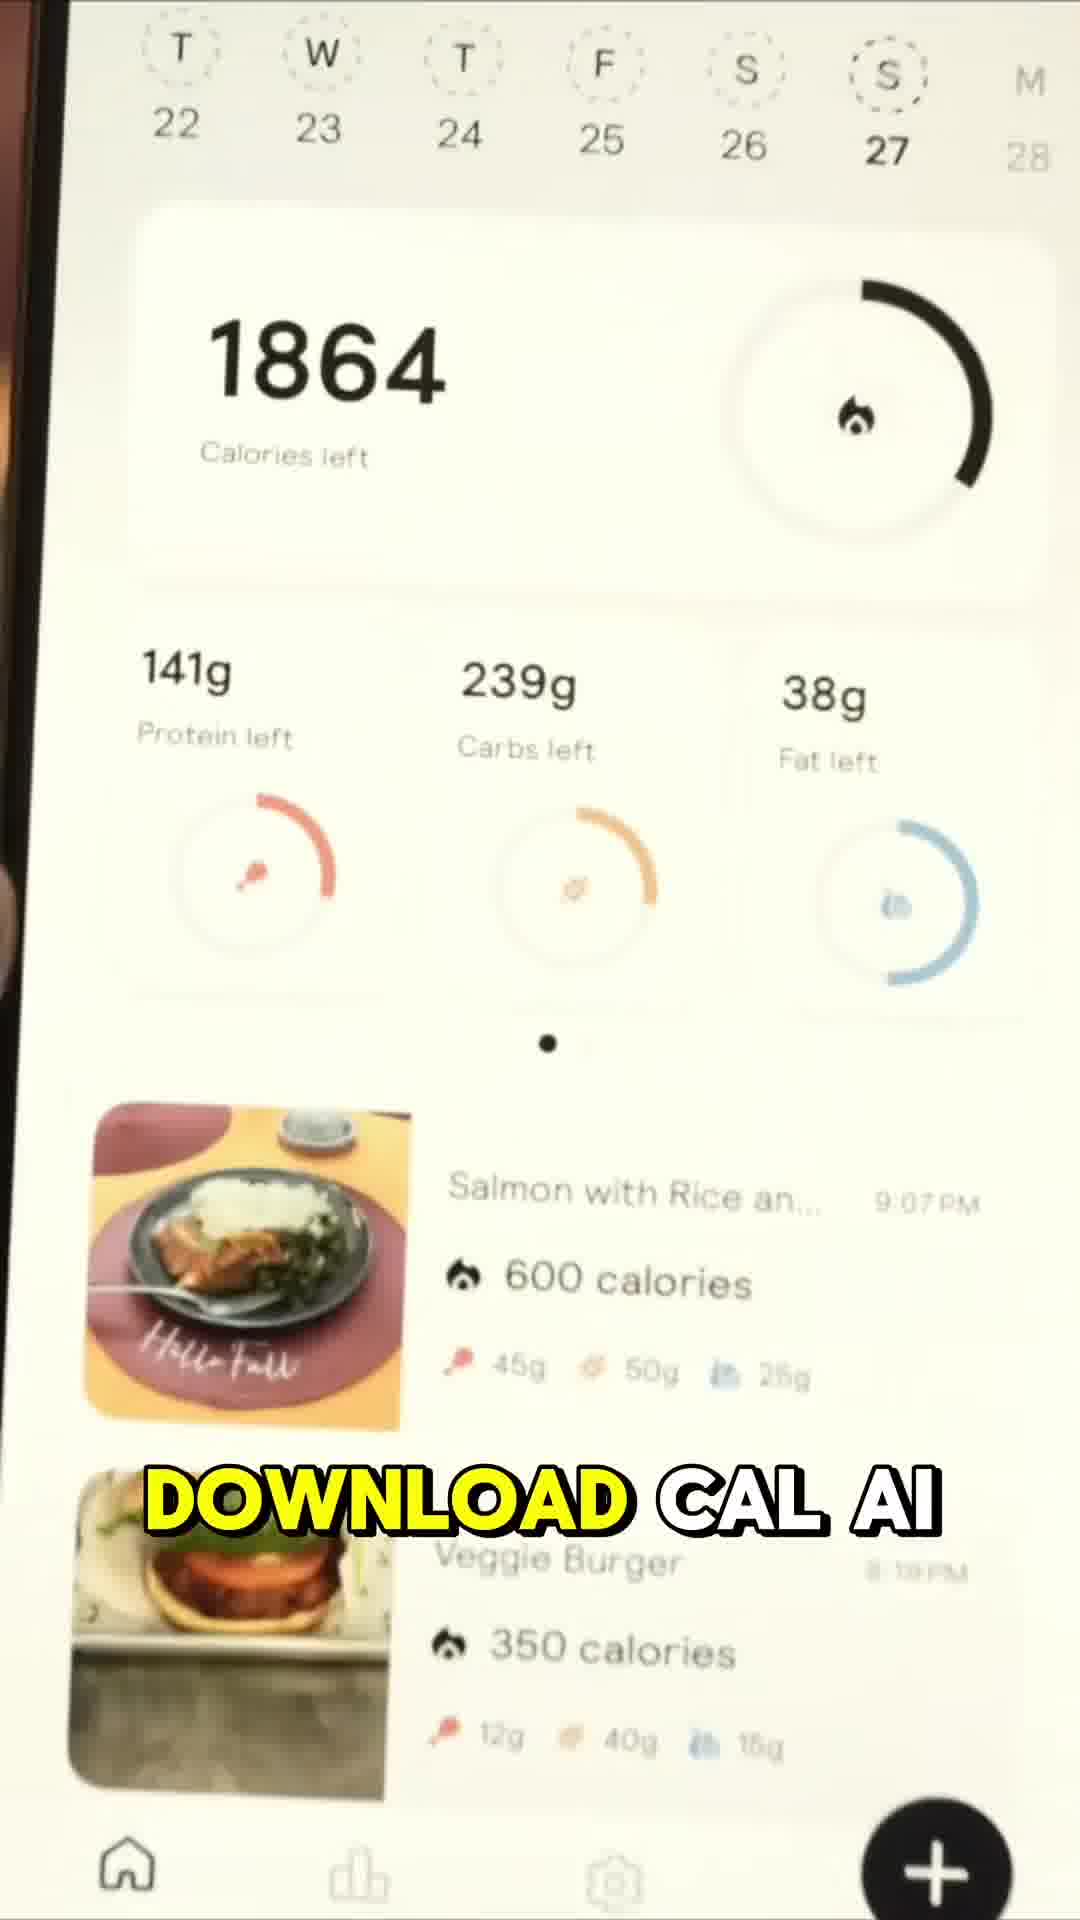 T W T F S S M
22 23 24 25 26 27 28
1864
Calories left
141g 239g 38g
Protein left Carbs left Fat left
Salmon with Rice an... 9:07 PM
600 calories
45g 50g 25g
Hello Fall
DOWNLOAD CAL AI
Veggie Burger
350 calories
12g 40g 15g